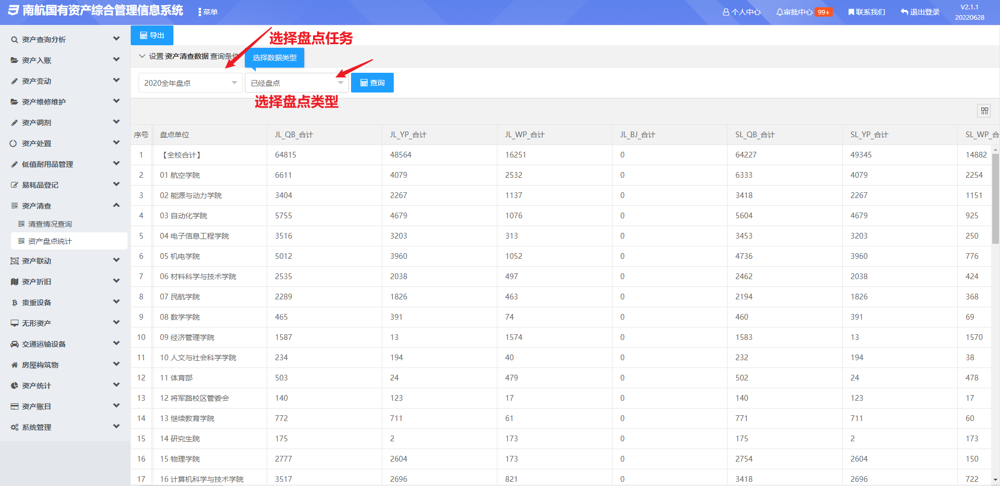 南航国有资产综合管理信息系统
菜单
个人中心
审批中心 99+
联系我们
退出登录
V2.1.1
20220628
资产查询分析
资产入账
资产变动
资产维修维护
资产调剂
资产处置
低值耐用品管理
易耗品登记
资产清查
清查情况查询
资产盘点统计
资产联动
资产折旧
贵重设备
无形资产
交通运输设备
房屋构筑物
资产统计
资产账目
系统管理
导出
选择盘点任务
设置 资产清查数据 查询条件
选择数据类型
2020全年盘点 已经盘点 查询
选择盘点类型
序号 盘点单位 JL_QB_合计 JL_YP_合计 JL_WP_合计 JL_BJ_合计 SL_QB_合计 SL_YP_合计 SL_WP_合
1 【全校合计】 64815 48564 16251 0 64227 49345 14882
2 01 航空学院 6611 4079 2532 0 6333 4079 2254
3 02 能源与动力学院 3404 2267 1137 0 3418 2267 1151
4 03 自动化学院 5755 4679 1076 0 5604 4679 925
5 04 电子信息工程学院 3516 3203 313 0 3453 3203 250
6 05 机电学院 5012 3960 1052 0 4736 3960 776
7 06 材料科学与技术学院 2535 2038 497 0 2462 2038 424
8 07 民航学院 2289 1826 463 0 2194 1826 368
9 08 数学学院 465 391 74 0 460 391 69
10 09 经济管理学院 1587 13 1574 0 1583 13 1570
11 10 人文与社会科学学院 234 194 40 0 232 194 38
12 11 体育部 503 24 479 0 502 24 478
13 12 将军路校区管委会 140 123 17 0 140 123 17
14 13 继续教育学院 772 711 61 0 771 711 60
15 14 研究生院 175 2 173 0 175 2 173
16 15 物理学院 2777 2604 173 0 2754 2604 150
17 16 计算机科学与技术学院 3517 2696 821 0 3418 2696 722